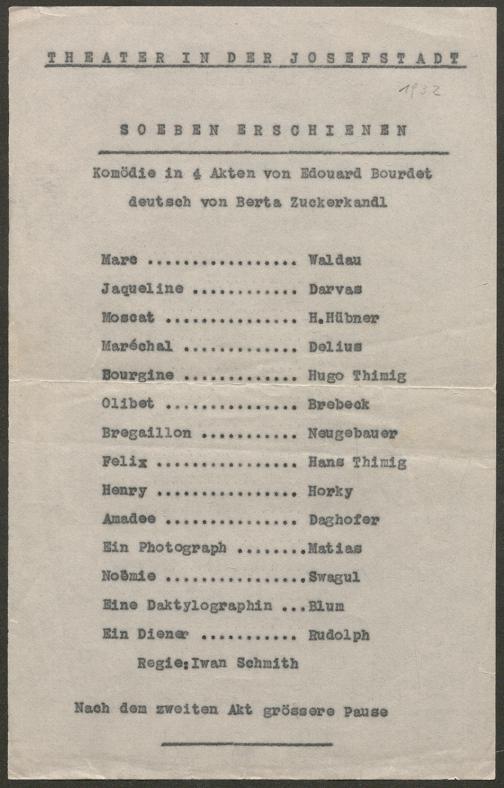 THEATER IN DER JOSEFSTADT
1932
SOEBEN ERSCHIENEN
Komödie in 4 Akten von Edouard Bourdet
deutsch von Berta Zuckerkandl
Marc ................. Waldau
Jaqueline ............ Darvas
Moscat ............... H.Hübner
Maréchal ............. Delius
Bourgine ............. Hugo Thimig
Olibet ............... Brebeck
Bregaillon ........... Neugebauer
Felix ................ Hans Thimig
Henry ................ Horky
Amadee ............... Daghofer
Ein Photograph ........Matias
Noëmie ................Swagul
Eine Daktylographin ...Blum
Ein Diener ........... Rudolph
Regie:Iwan Schmith
Nach dem zweiten Akt grössere Pause